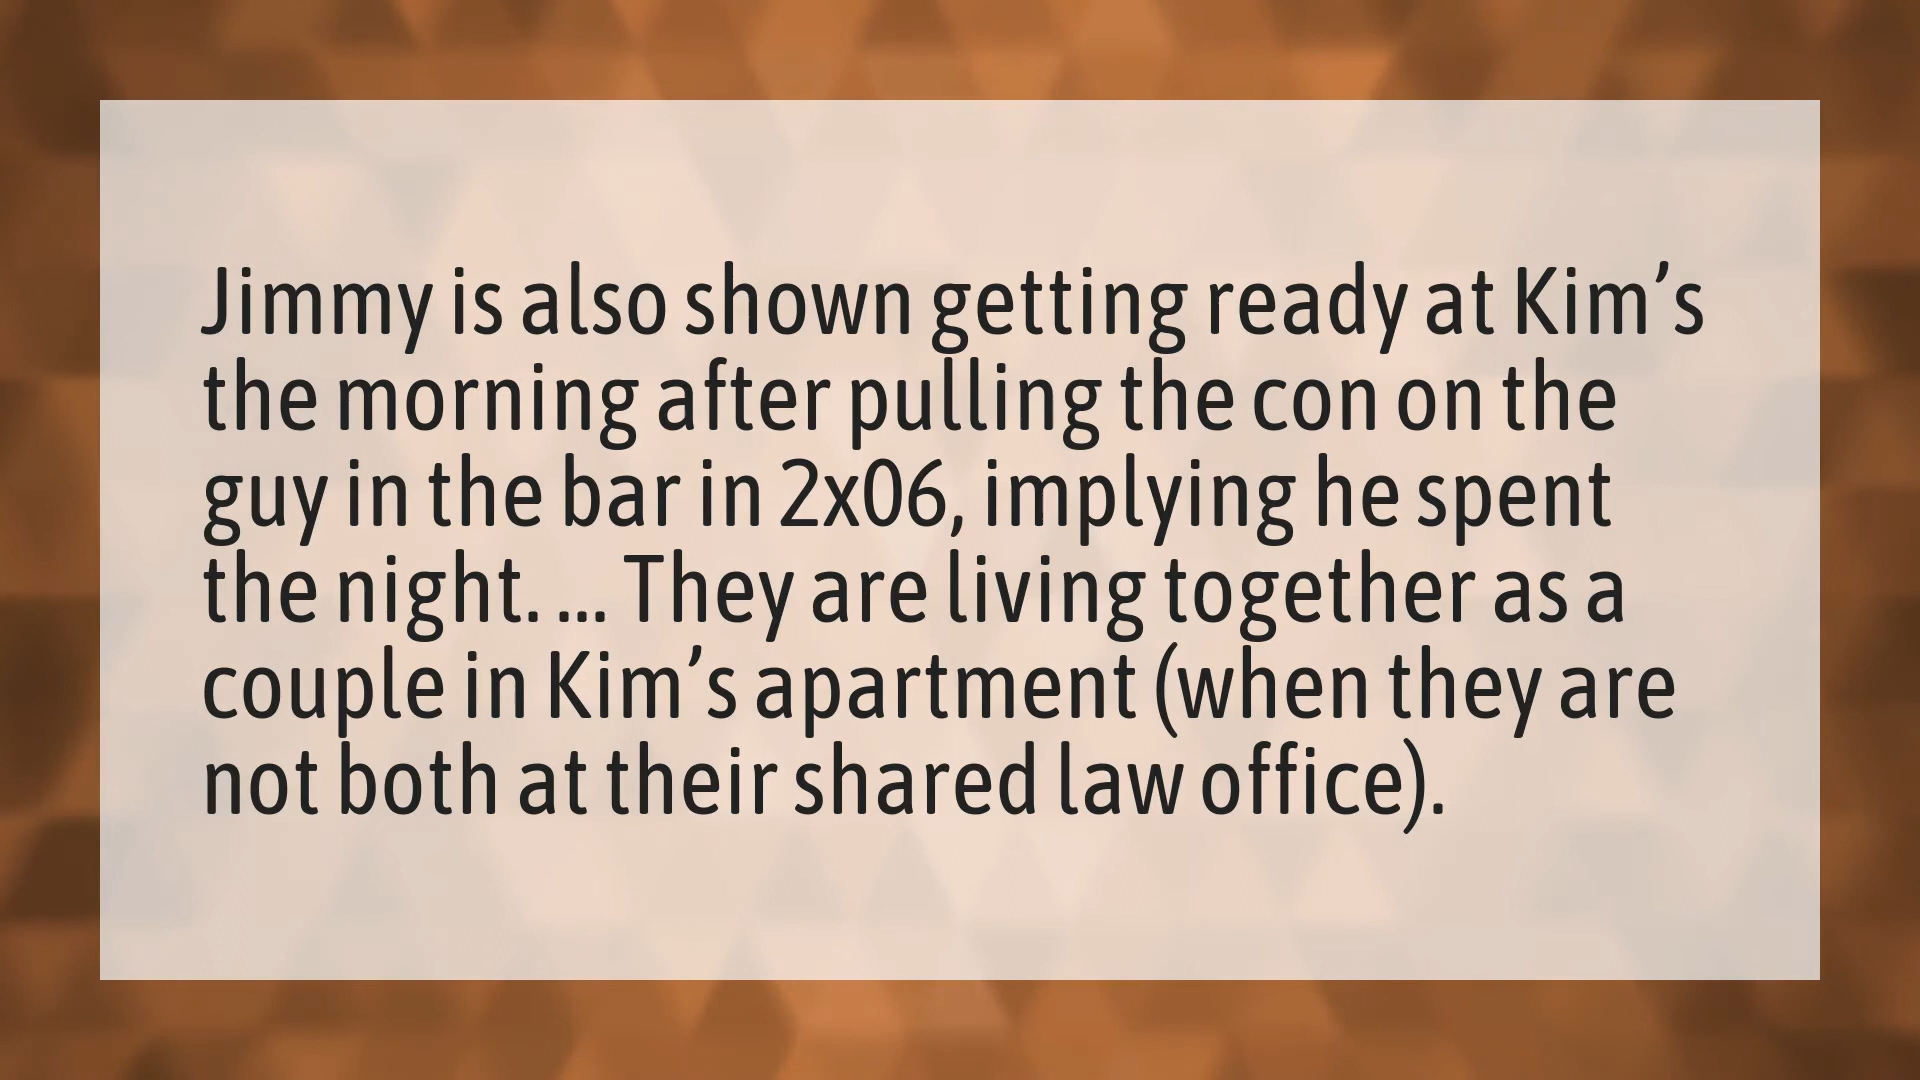 Jimmy is also shown getting ready at Kim’s
the morning after pulling the con on the
guy in the bar in 2x06, implying he spent
the night. ... They are living together as a
couple in Kim’s apartment (when they are
not both at their shared law office).